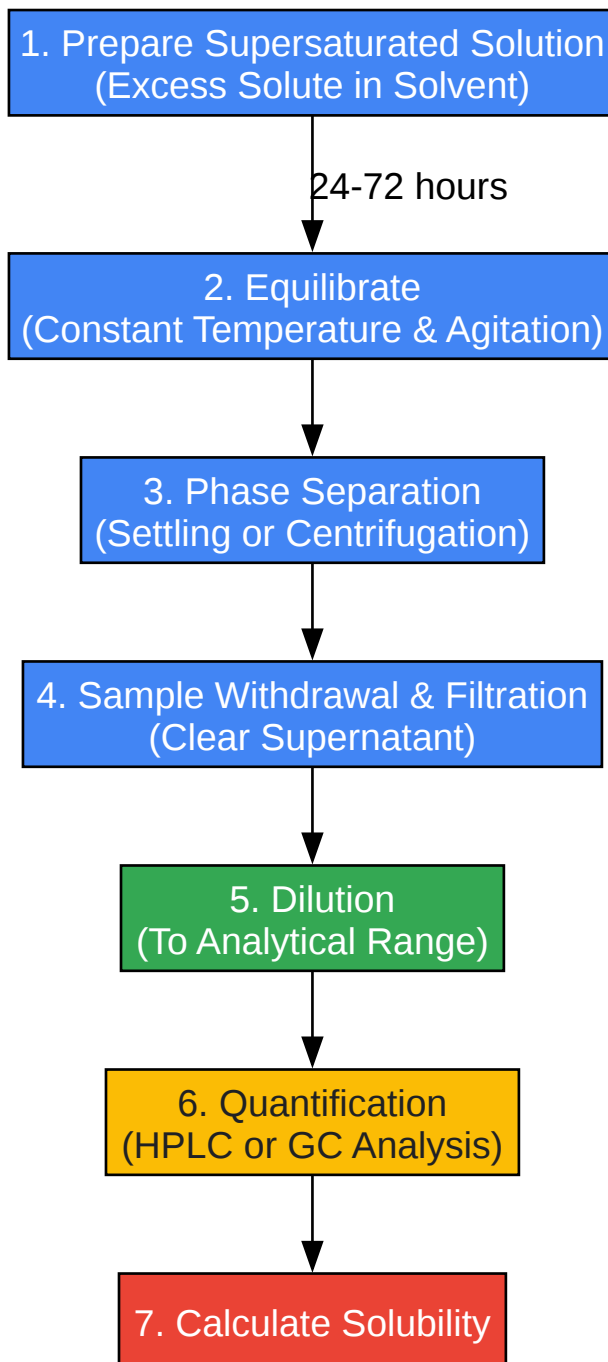 1. Prepare Supersaturated Solution
(Excess Solute in Solvent)
24-72 hours
2. Equilibrate
(Constant Temperature & Agitation)
3. Phase Separation
(Settling or Centrifugation)
4. Sample Withdrawal & Filtration
(Clear Supernatant)
5. Dilution
(To Analytical Range)
6. Quantification
(HPLC or GC Analysis)
7. Calculate Solubility